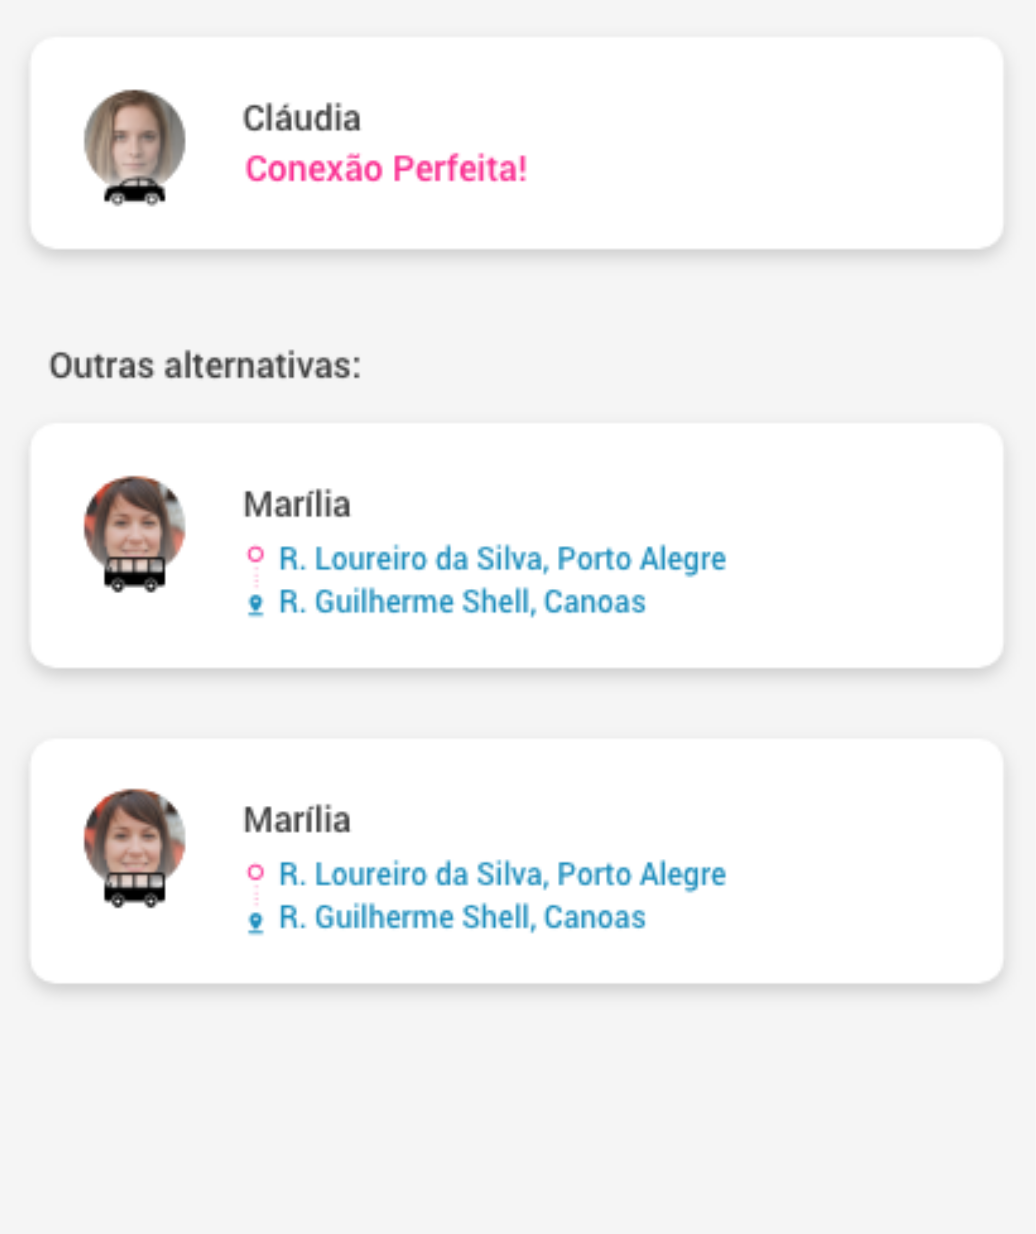 Cláudia
Conexão Perfeita!
Outras alternativas:
Marília
R. Loureiro da Silva, Porto Alegre
R. Guilherme Shell, Canoas
Marília
R. Loureiro da Silva, Porto Alegre
R. Guilherme Shell, Canoas